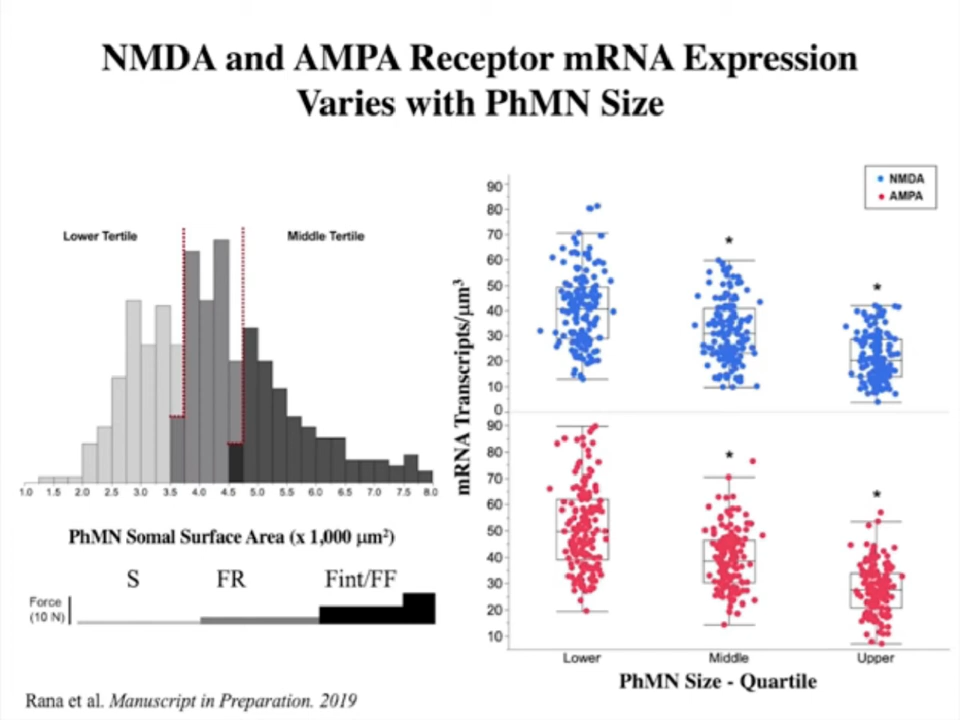 NMDA and AMPA Receptor mRNA Expression
Varies with PhMN Size
Lower Tertile
Middle Tertile
1.0 1.5 2.0 2.5 3.0 3.5 4.0 4.5 5.0 5.5 6.0 6.5 7.0 7.5 8.0
PhMN Somal Surface Area (x 1,000 μm²)
S FR Fint/FF
Force
(10 N)
NMDA
AMPA
mRNA Transcripts/μm³
90
80
70
60
50
40
30
20
10
0
*
*
90
80
70
60
50
40
30
20
10
*
*
Lower Middle Upper
PhMN Size - Quartile
Rana et al. Manuscript in Preparation. 2019